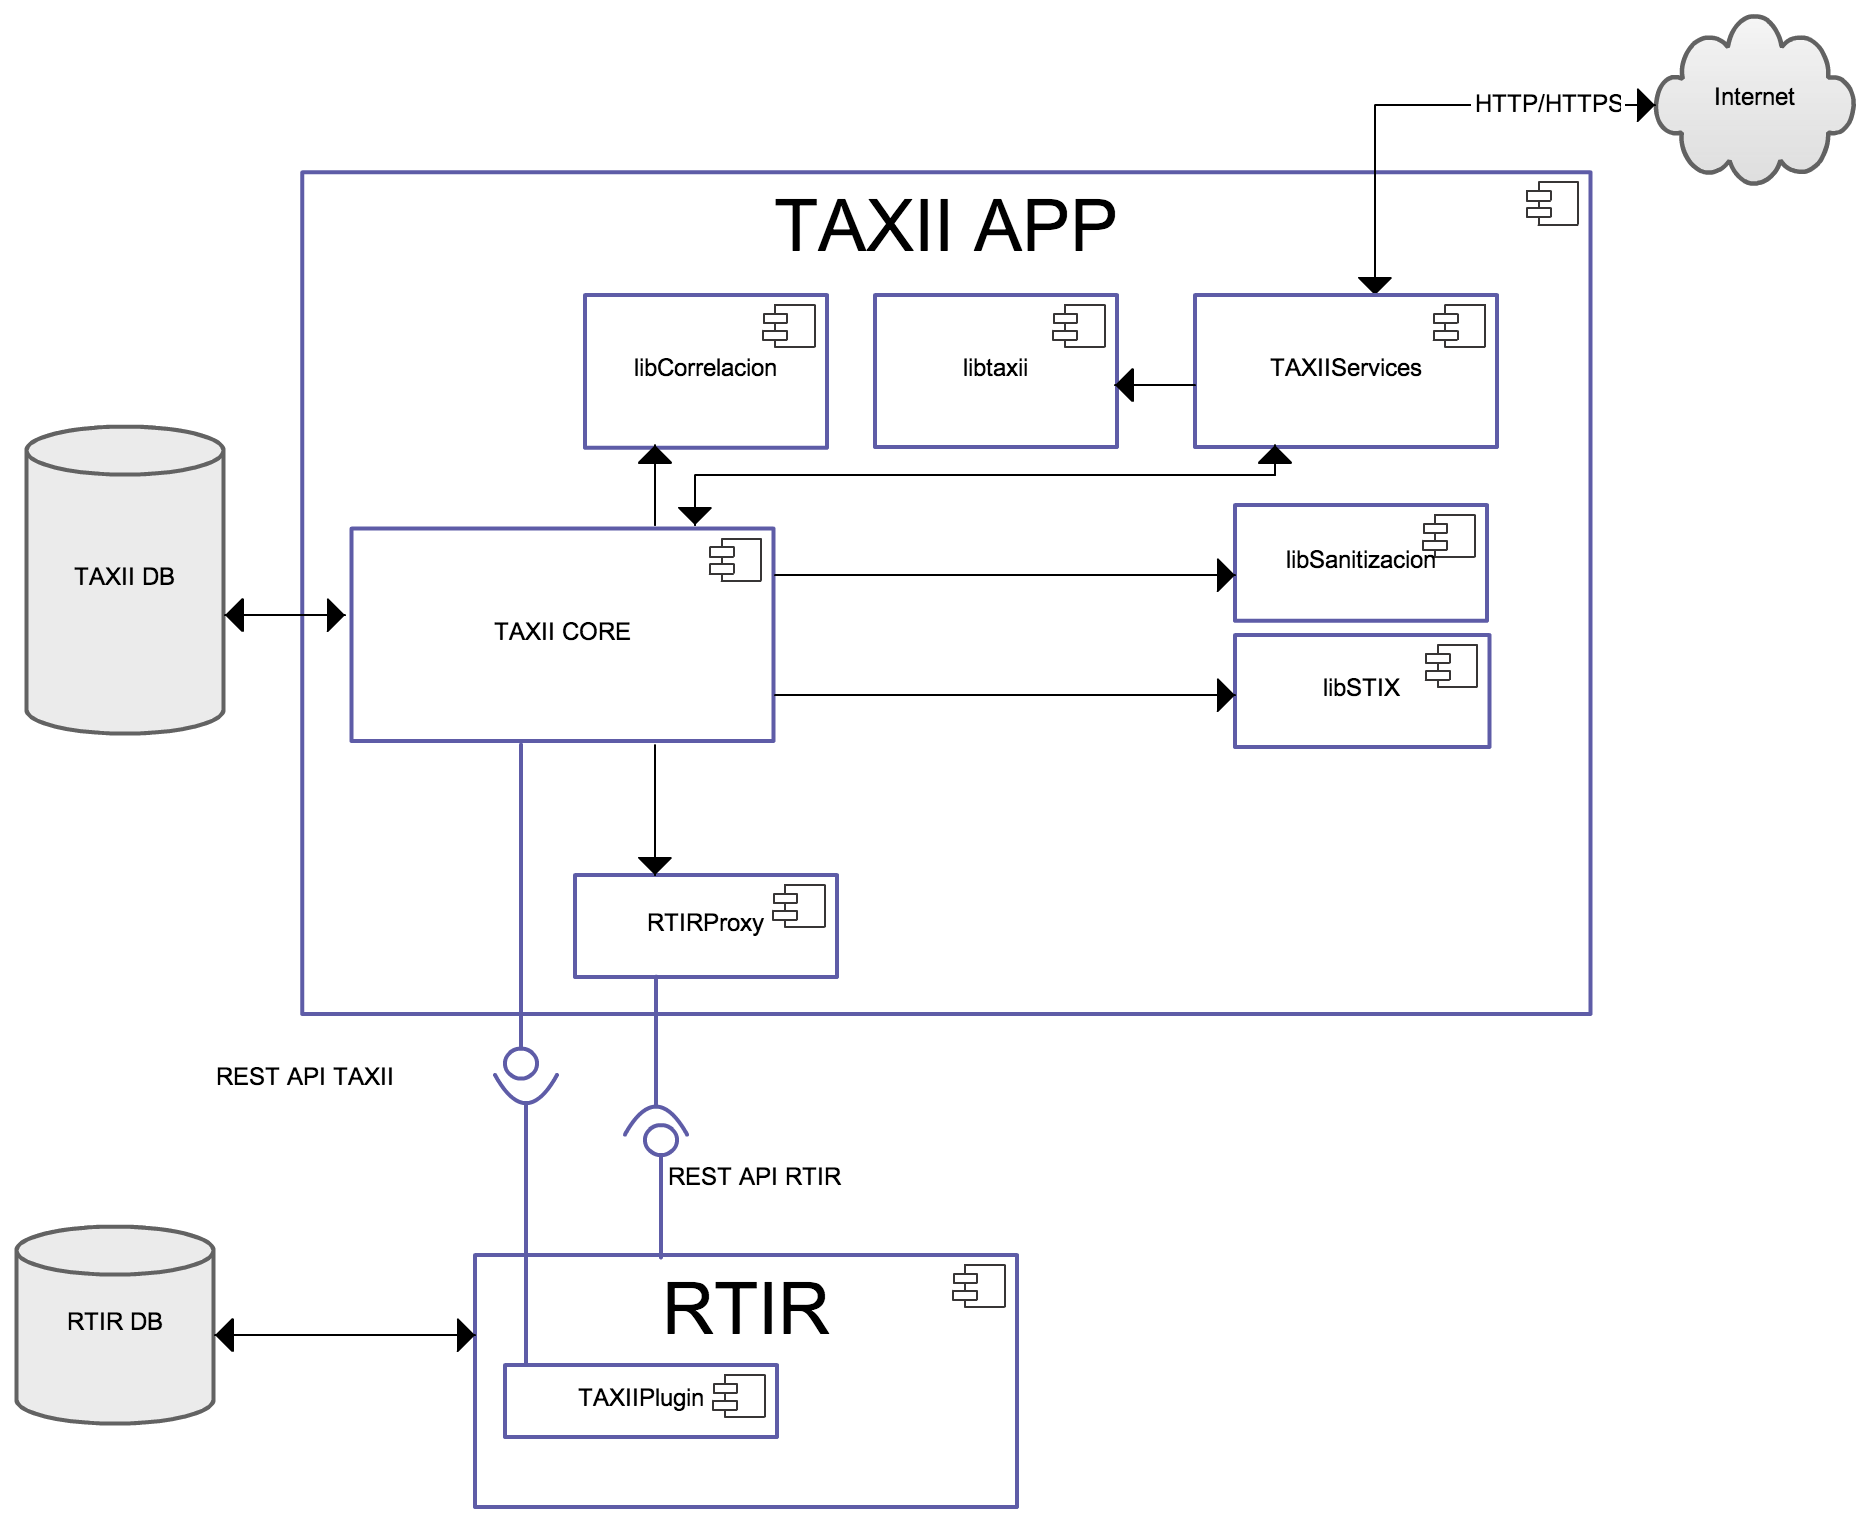 Internet
HTTP/HTTPS
TAXII APP
libCorrelacion
libtaxii
TAXIIServices
libSanitizacion
TAXII DB
TAXII CORE
libSTIX
RTIRProxy
REST API TAXII
REST API RTIR
RTIR
RTIR DB
TAXIIPlugin